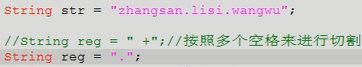 String str = "zhangsan.lisi.wangwu";
//String reg = " +";//按照多个空格来进行切割
String reg = ".";